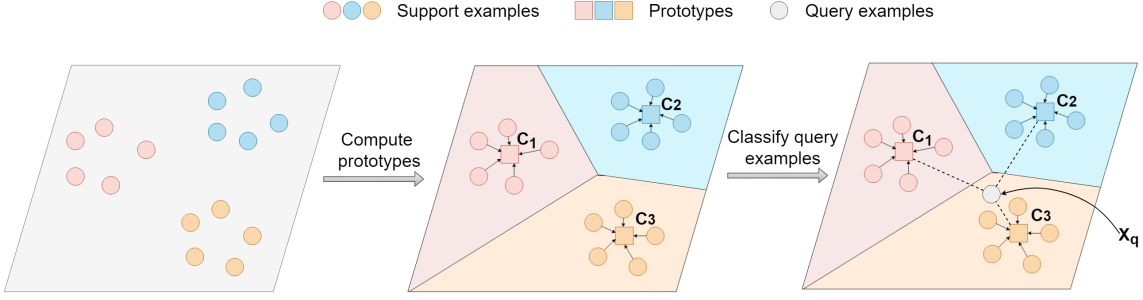 Support examples
Prototypes
Query examples
Compute
prototypes
C1
C2
C3
Classify query
examples
C1
C2
C3
Xq